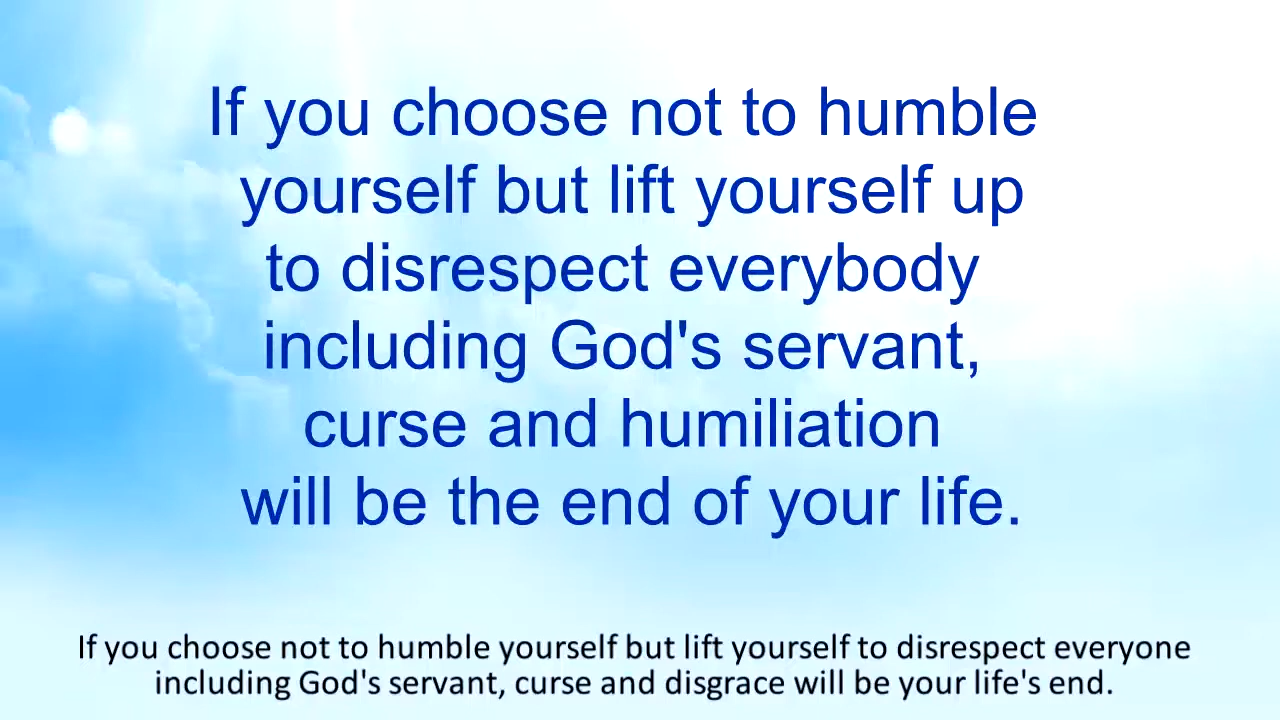 If you choose not to humble
yourself but lift yourself up
to disrespect everybody
including God's servant,
curse and humiliation
will be the end of your life.
If you choose not to humble yourself but lift yourself to disrespect everyone
including God's servant, curse and disgrace will be your life's end.